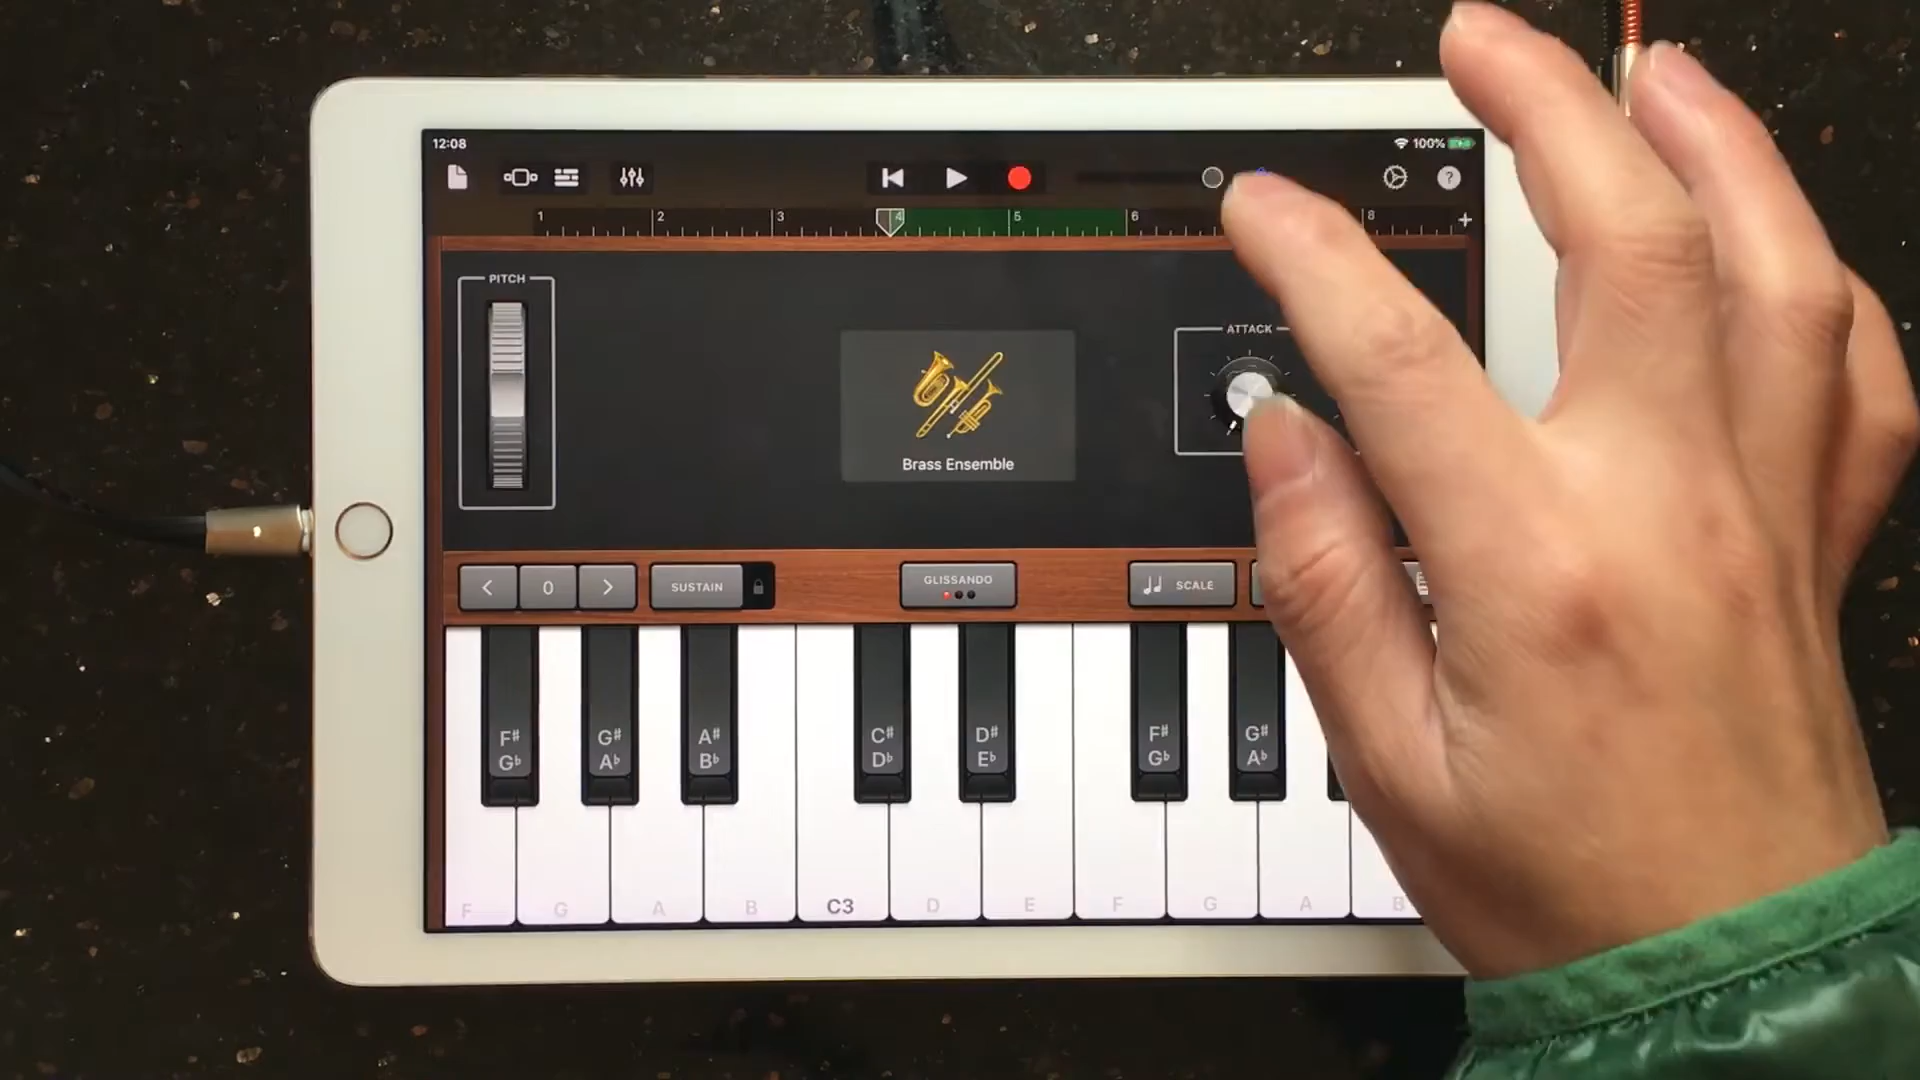 12:08
100%
?
1 2 3 4 5 6 8 +
PITCH
ATTACK
Brass Ensemble
< 0 > SUSTAIN
GLISSANDO
SCALE
F# G# A# C# D# F# G#
G♭ A♭ B♭ D♭ E♭ G♭ A♭
F G A B C3 D E F G A B